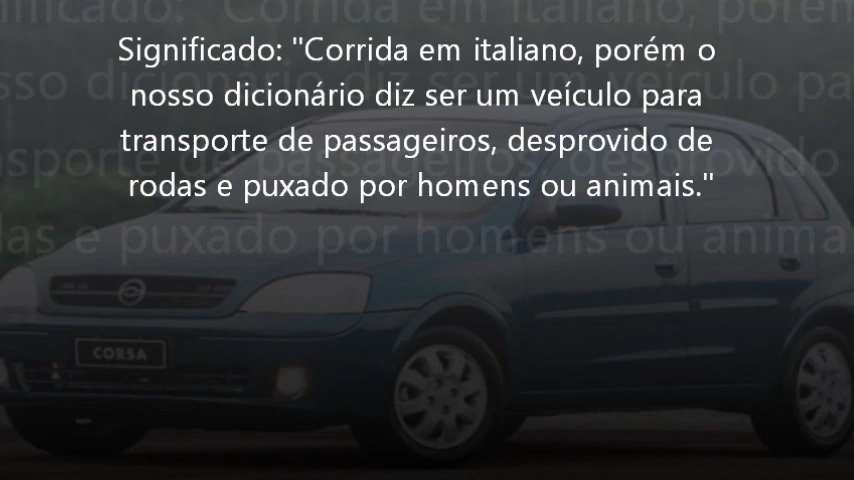 Significado: "Corrida em italiano, porém o
nosso dicionário diz ser um veículo para
transporte de passageiros, desprovido de
rodas e puxado por homens ou animais."
CORSA